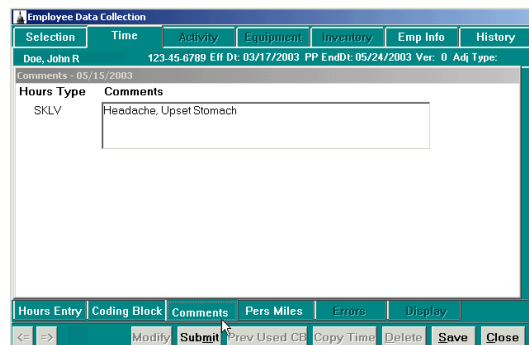 Employee Data Collection
Selection Time Activity Equipment Inventory Emp Info History
Doe, John R 123-45-6789 Eff Dt: 03/17/2003 PP EndDt: 05/24/2003 Ver: 0 Adj Type:
Comments - 05/15/2003
Hours Type Comments
SKLV Headache, Upset Stomach
Hours Entry Coding Block Comments Pers Miles Errors Display
<= => Modify Submit Prev Used CB Copy Time Delete Save Close